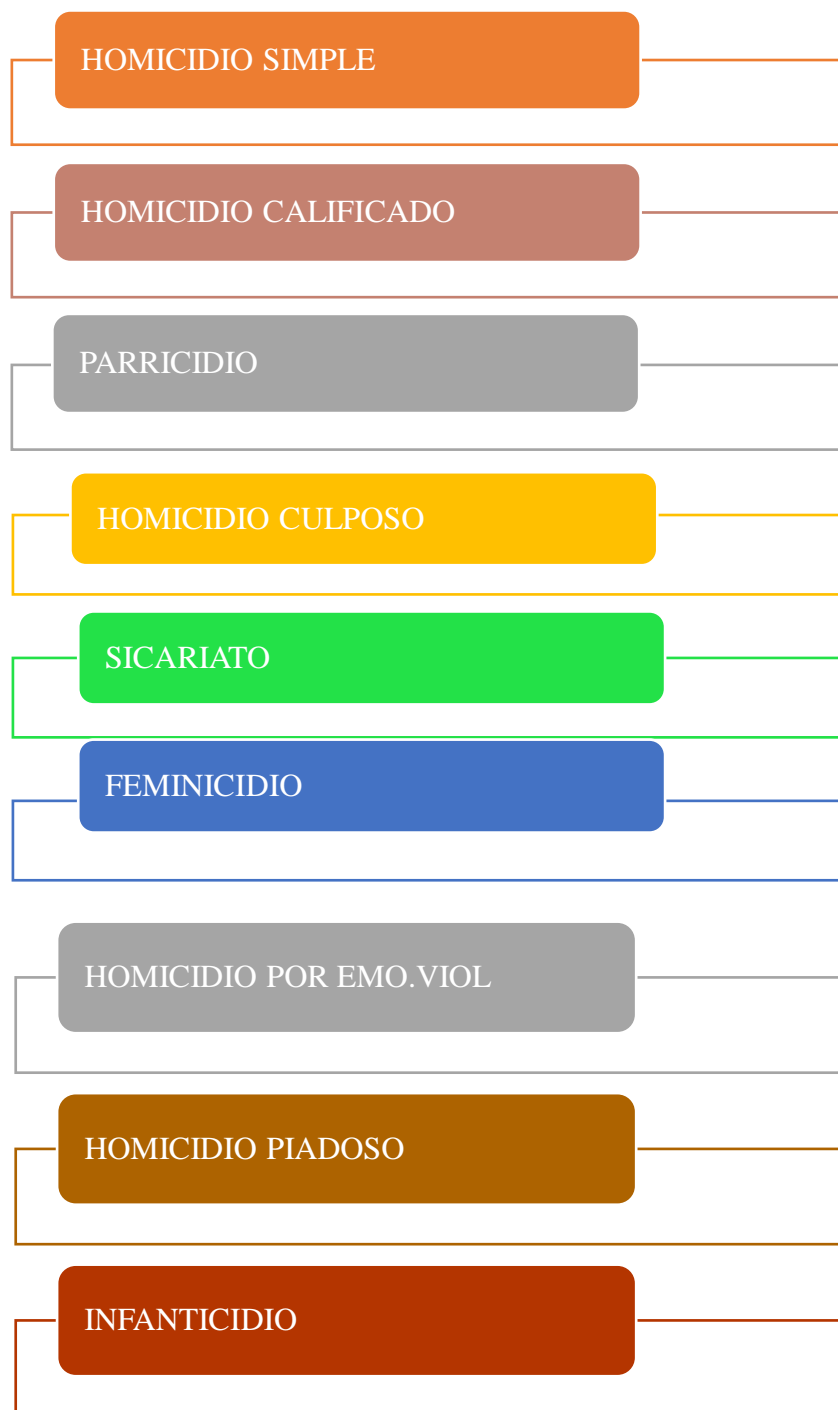 HOMICIDIO SIMPLE
HOMICIDIO CALIFICADO
PARRICIDIO
HOMICIDIO CULPOSO
SICARIATO
FEMINICIDIO
HOMICIDIO POR EMO.VIOL
HOMICIDIO PIADOSO
INFANTICIDIO